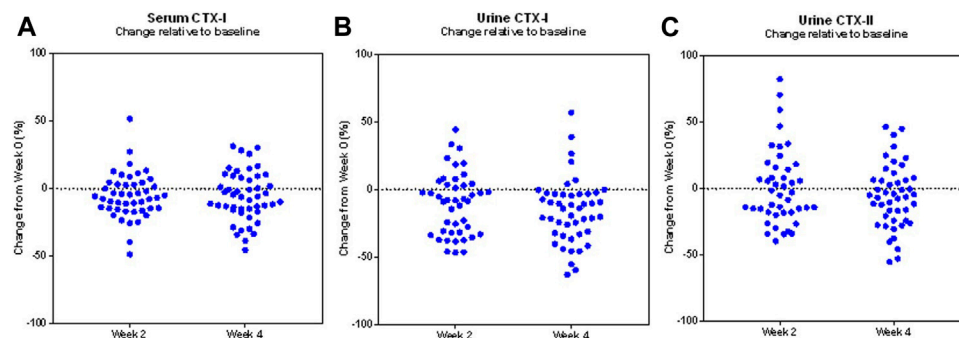 A
Serum CTX-I
Change relative to baseline
100
50
0
-50
-100
Change from Week 0 (%)
Week 2
Week 4
B
Urine CTX-I
Change relative to baseline
100
50
0
-50
-100
Change from Week 0 (%)
Week 2
Week 4
C
Urine CTX-II
Change relative to baseline
100
50
0
-50
-100
Change from Week 0 (%)
Week 2
Week 4